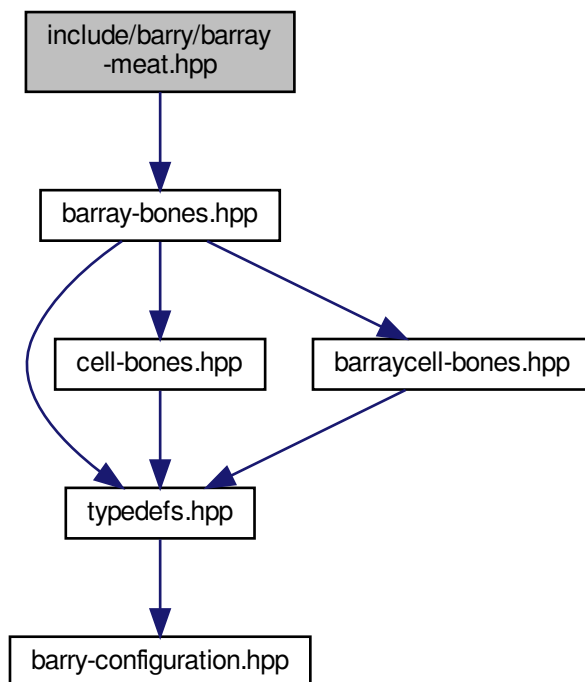 include/barry/barray
-meat.hpp
barray-bones.hpp
cell-bones.hpp
barraycell-bones.hpp
typedefs.hpp
barry-configuration.hpp